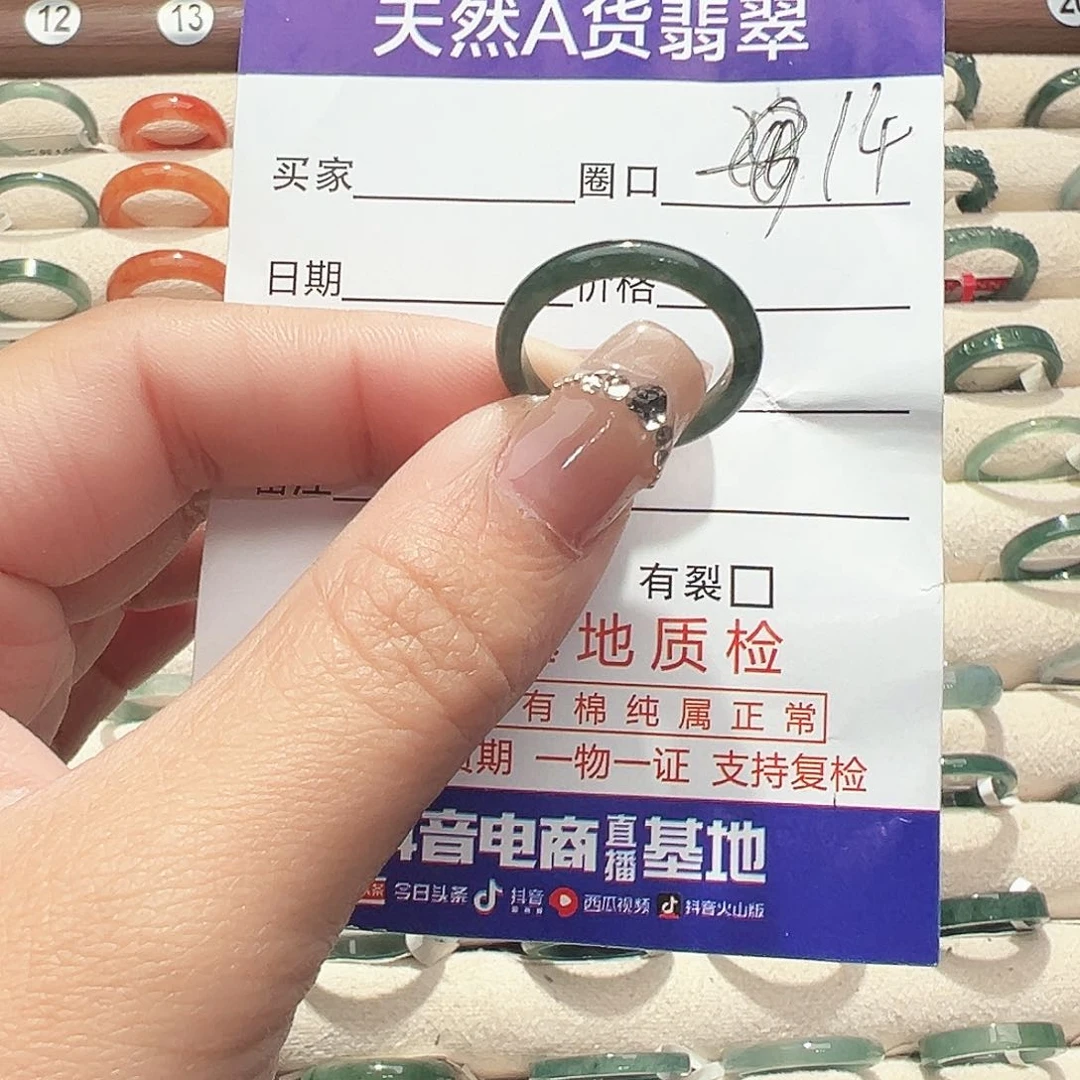 12 13
天然A货翡翠
买家 圈口 14
日期 价格
有裂□
地质检
有棉纯属正常
期 一物一证 支持复检
音电商直播基地
今日头条 抖音 西瓜视频 抖音火山版